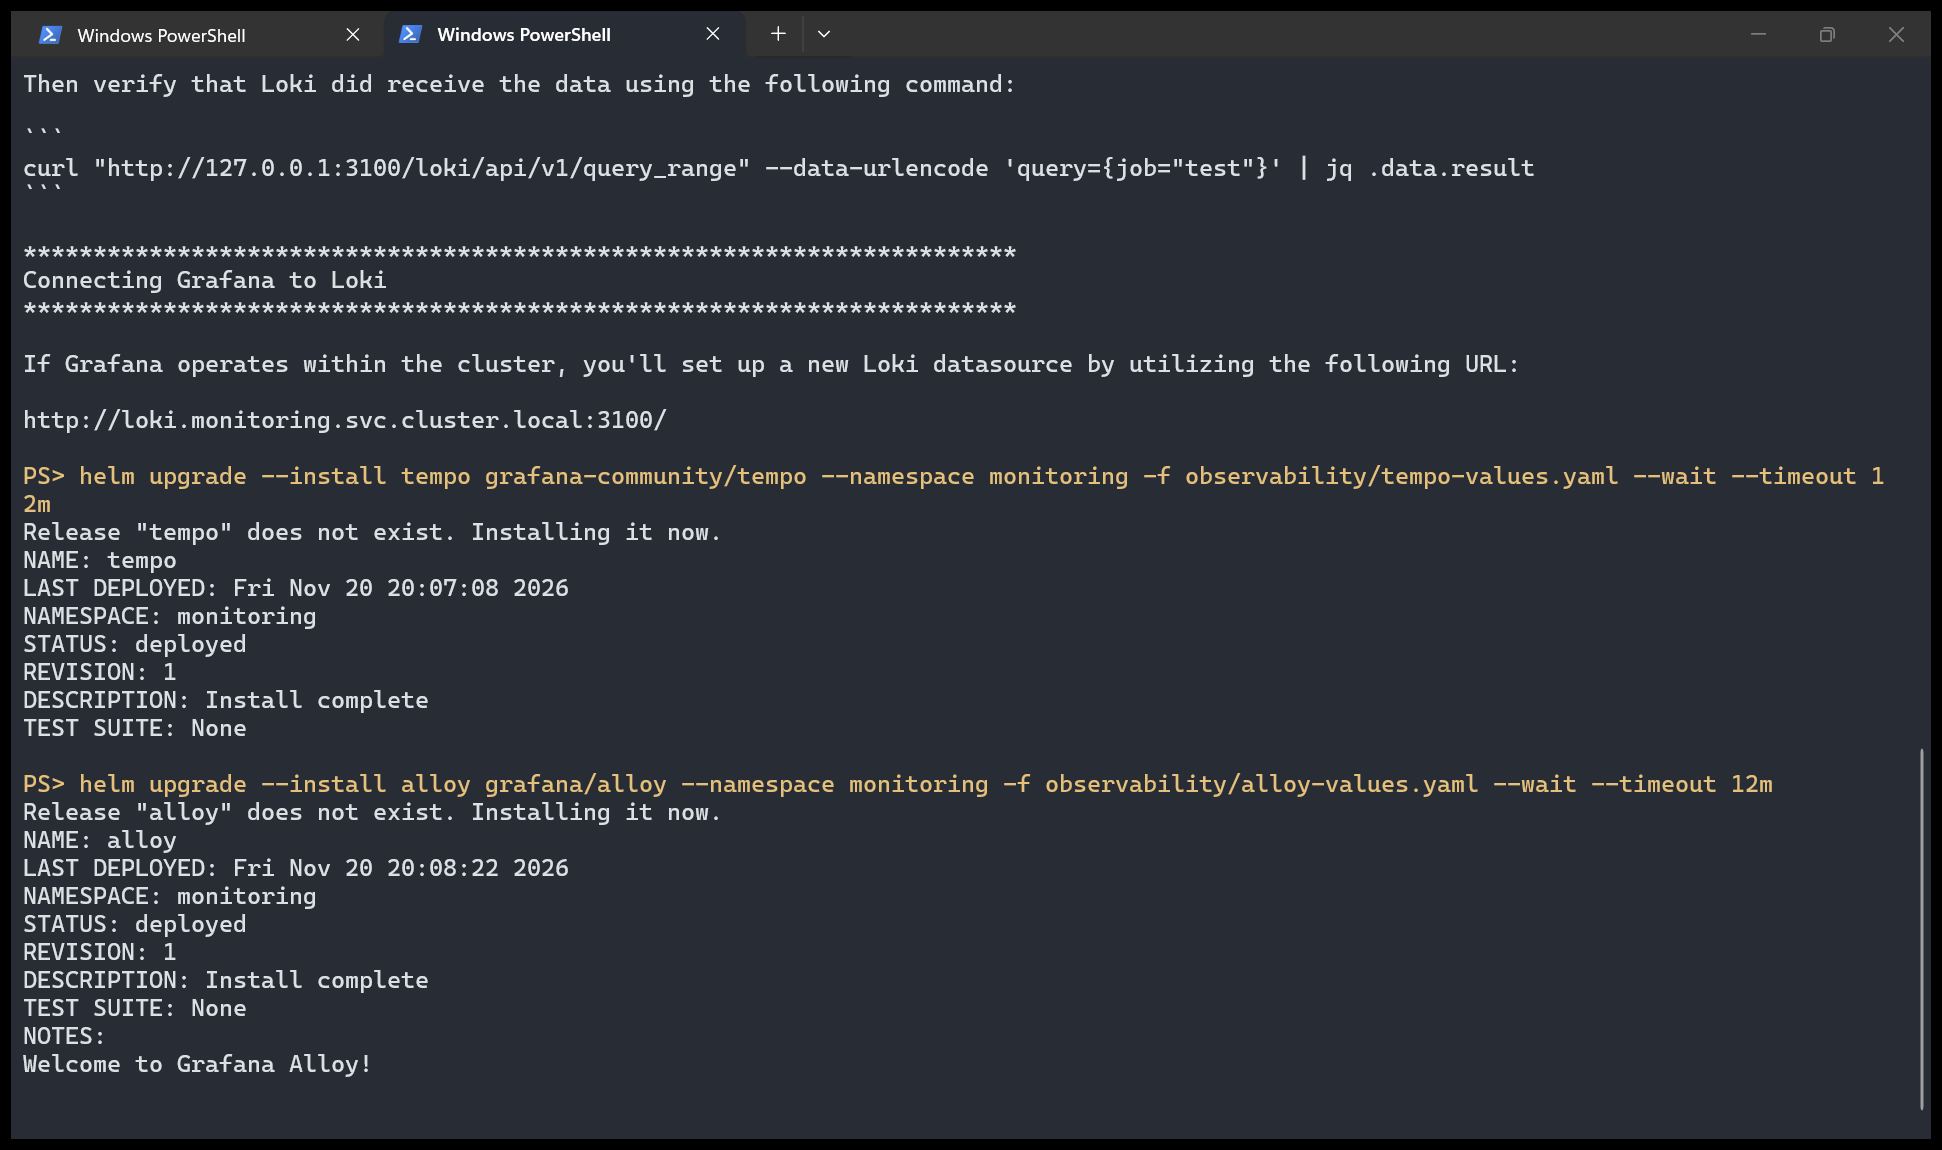 Windows PowerShell
Windows PowerShell
Then verify that Loki did receive the data using the following command:
```
curl "http://127.0.0.1:3100/loki/api/v1/query_range" --data-urlencode 'query={job="test"}' | jq .data.result
```
***********************************************************************
Connecting Grafana to Loki
***********************************************************************
If Grafana operates within the cluster, you'll set up a new Loki datasource by utilizing the following URL:
http://loki.monitoring.svc.cluster.local:3100/
PS> helm upgrade --install tempo grafana-community/tempo --namespace monitoring -f observability/tempo-values.yaml --wait --timeout 1
2m
Release "tempo" does not exist. Installing it now.
NAME: tempo
LAST DEPLOYED: Fri Nov 20 20:07:08 2026
NAMESPACE: monitoring
STATUS: deployed
REVISION: 1
DESCRIPTION: Install complete
TEST SUITE: None
PS> helm upgrade --install alloy grafana/alloy --namespace monitoring -f observability/alloy-values.yaml --wait --timeout 12m
Release "alloy" does not exist. Installing it now.
NAME: alloy
LAST DEPLOYED: Fri Nov 20 20:08:22 2026
NAMESPACE: monitoring
STATUS: deployed
REVISION: 1
DESCRIPTION: Install complete
TEST SUITE: None
NOTES:
Welcome to Grafana Alloy!